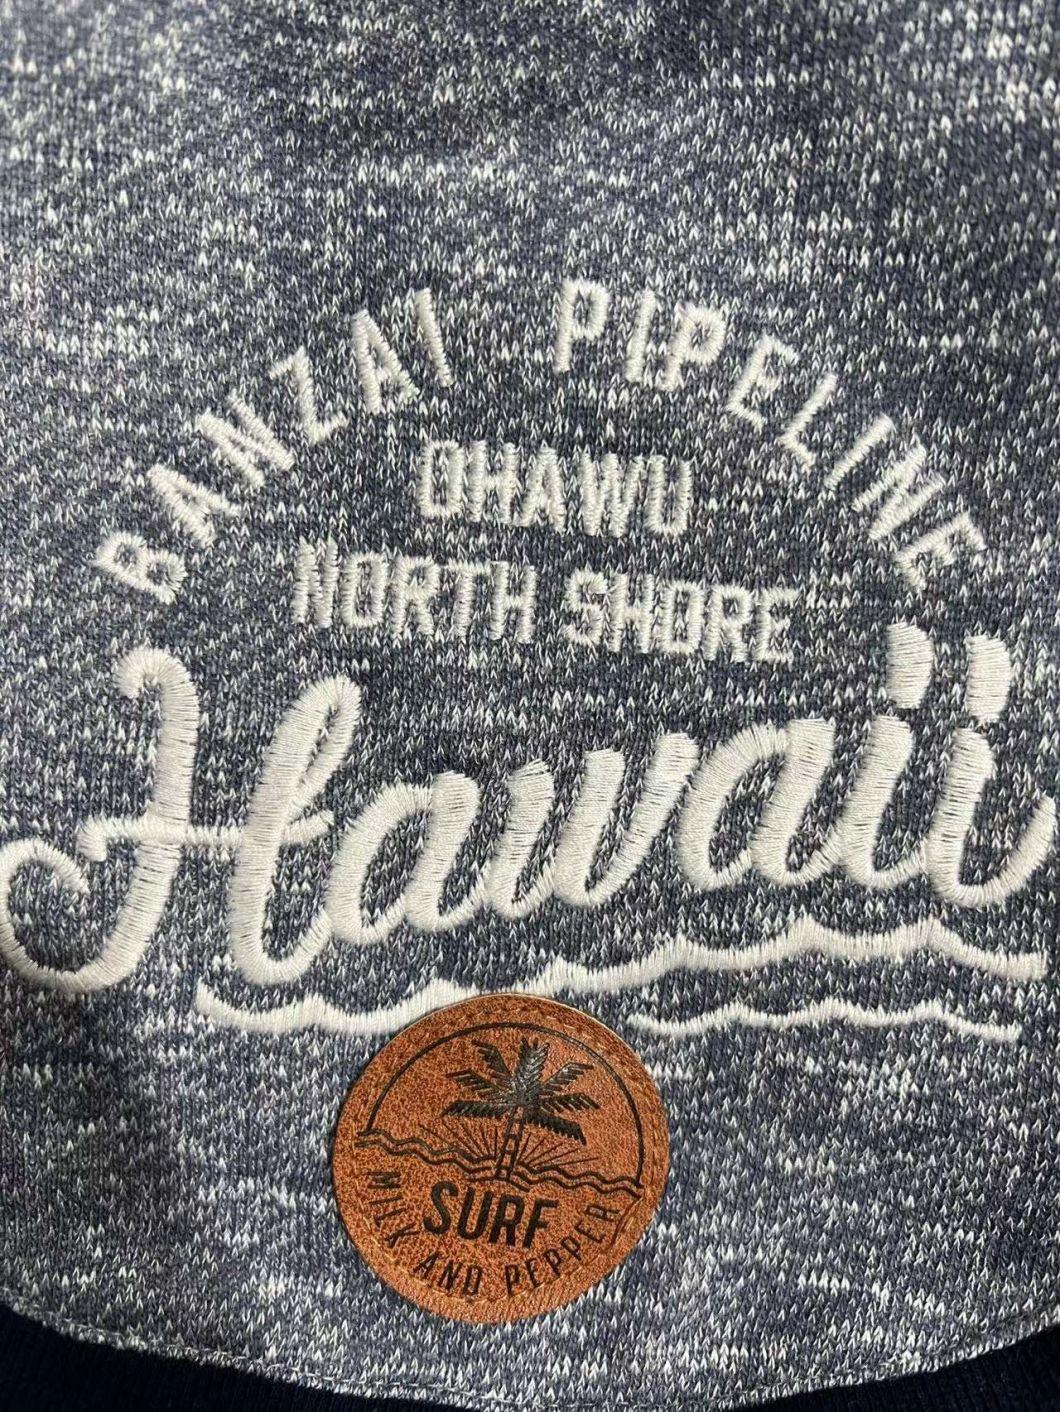 BANZAI PIPELINE
OHAWU
NORTH SHORE
Hawaii
SURF
MILK AND PEPPER